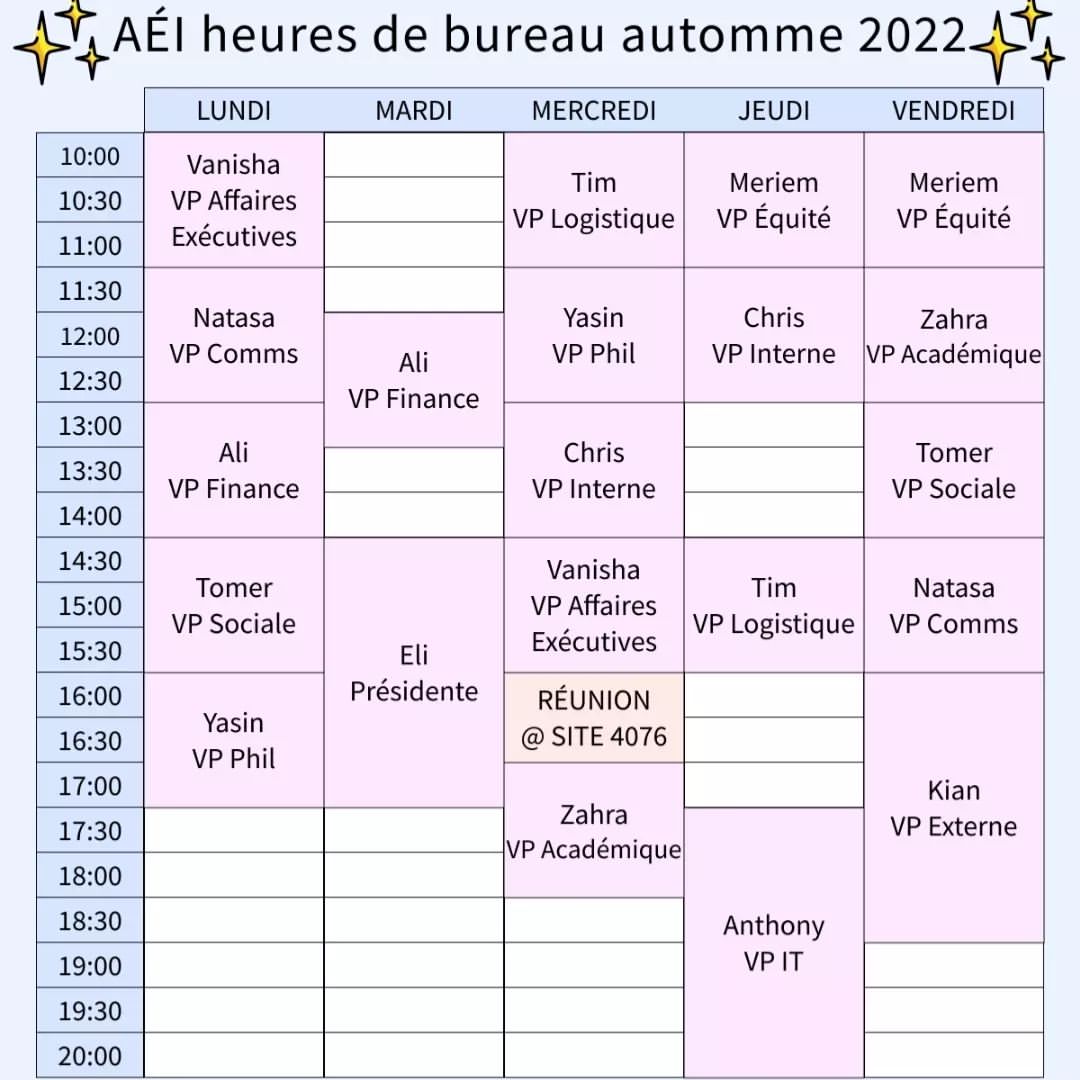 AÉI heures de bureau automme 2022
LUNDI MARDI MERCREDI JEUDI VENDREDI
10:00
10:30
11:00
11:30
12:00
12:30
13:00
13:30
14:00
14:30
15:00
15:30
16:00
16:30
17:00
17:30
18:00
18:30
19:00
19:30
20:00
Vanisha
VP Affaires
Exécutives
Natasa
VP Comms
Ali
VP Finance
Tomer
VP Sociale
Yasin
VP Phil
Ali
VP Finance
Eli
Présidente
Tim
VP Logistique
Yasin
VP Phil
Chris
VP Interne
Vanisha
VP Affaires
Exécutives
RÉUNION
@ SITE 4076
Zahra
VP Académique
Meriem
VP Équité
Chris
VP Interne
Tim
VP Logistique
Anthony
VP IT
Meriem
VP Équité
Zahra
VP Académique
Tomer
VP Sociale
Natasa
VP Comms
Kian
VP Externe